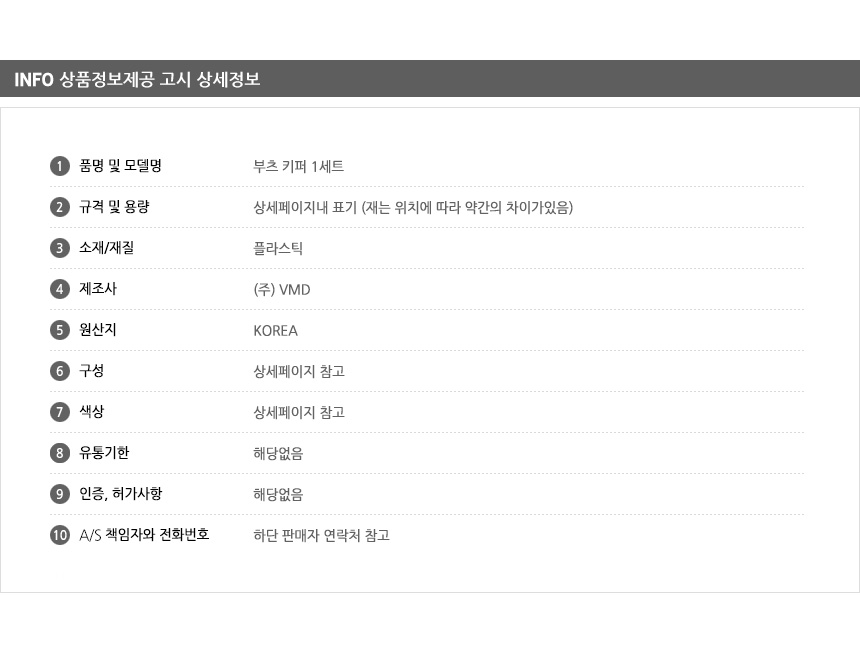 INFO 상품정보제공 고시 상세정보
1 품명 및 모델명 부츠 키퍼 1세트
2 규격 및 용량 상세페이지내 표기 (재는 위치에 따라 약간의 차이가있음)
3 소재/재질 플라스틱
4 제조사 (주) VMD
5 원산지 KOREA
6 구성 상세페이지 참고
7 색상 상세페이지 참고
8 유통기한 해당없음
9 인증, 허가사항 해당없음
10 A/S 책임자와 전화번호 하단 판매자 연락처 참고